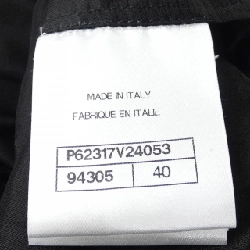 MADE IN ITALY
FABRIQUE EN ITALIE
P62317V24053
94305 40